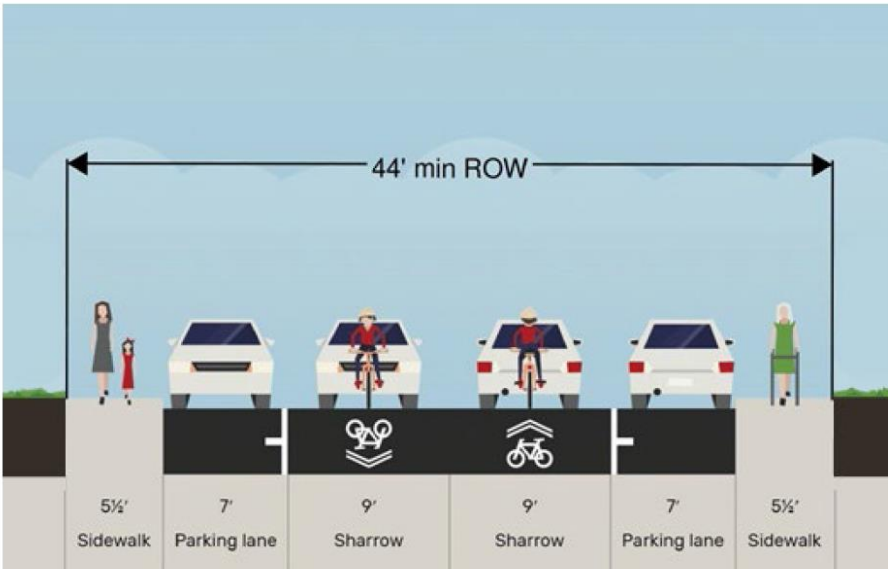 44' min ROW
5½' 7' 9' 9' 7' 5½'
Sidewalk Parking lane Sharrow Sharrow Parking lane Sidewalk